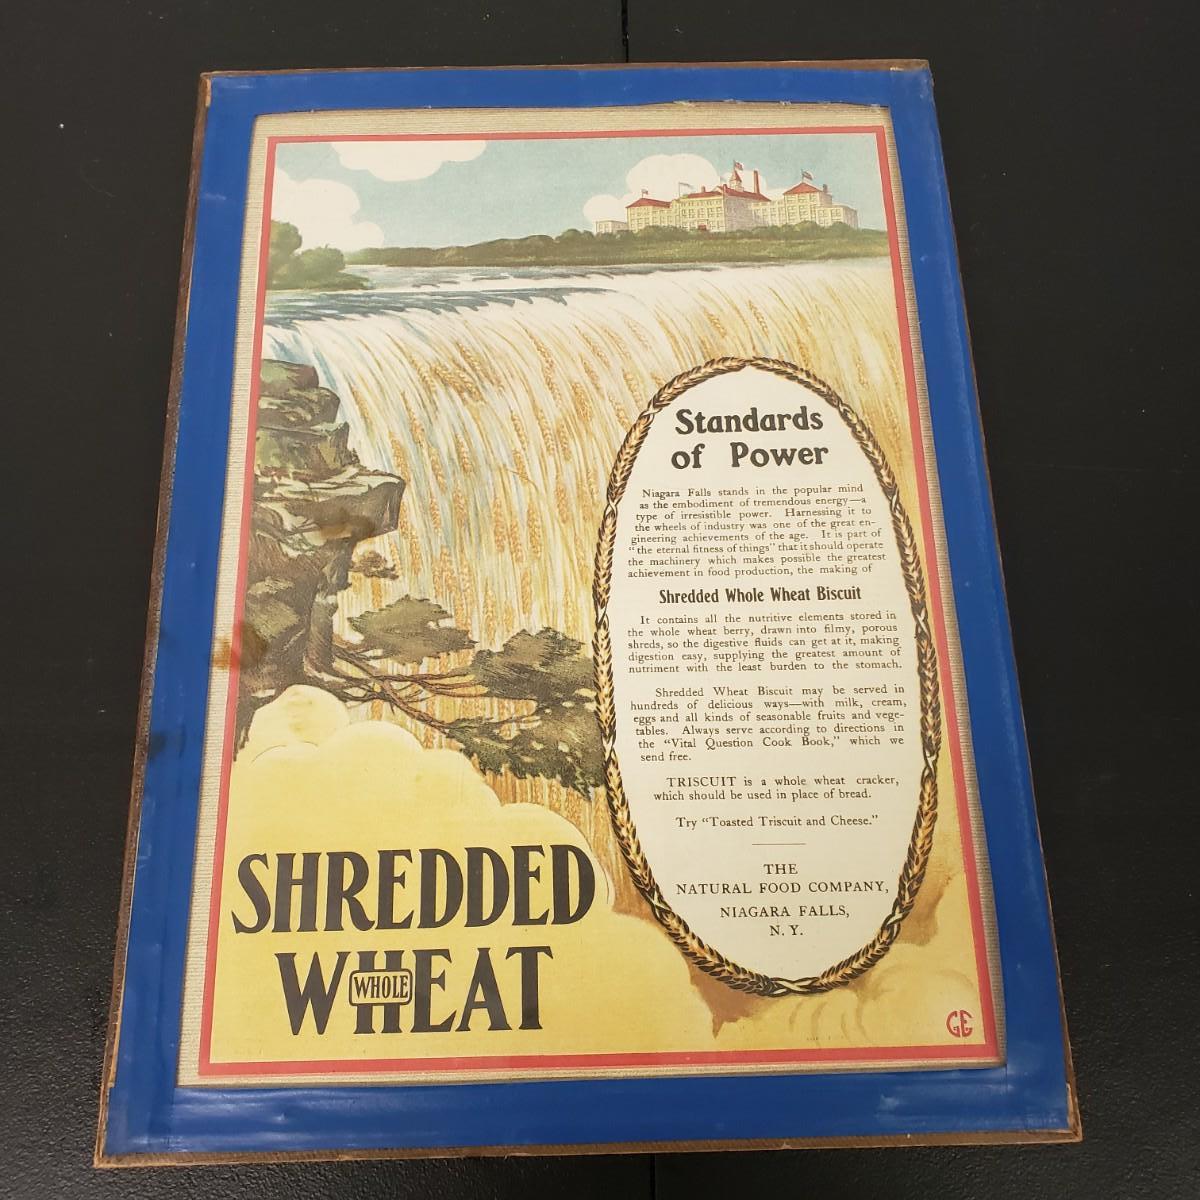 Standards
of Power
Niagara Falls stands in the popular mind
as the embodiment of tremendous energy—a
type of irresistible power. Harnessing it to
the wheels of industry was one of the great en-
gineering achievements of the age. It is part of
"the eternal fitness of things" that it should operate
the machinery which makes possible the greatest
achievement in food production, the making of
Shredded Whole Wheat Biscuit
It contains all the nutritive elements stored in
the whole wheat berry, drawn into filmy, porous
shreds, so the digestive fluids can get at it, making
digestion easy, supplying the greatest amount of
nutriment with the least burden to the stomach.
Shredded Wheat Biscuit may be served in
hundreds of delicious ways—with milk, cream,
eggs and all kinds of seasonable fruits and vege-
tables. Always serve according to directions in
the "Vital Question Cook Book," which we
send free.
TRISCUIT is a whole wheat cracker,
which should be used in place of bread.
Try "Toasted Triscuit and Cheese."
THE
NATURAL FOOD COMPANY,
NIAGARA FALLS,
N. Y.
SHREDDED
WHOLE
WHEAT
GE